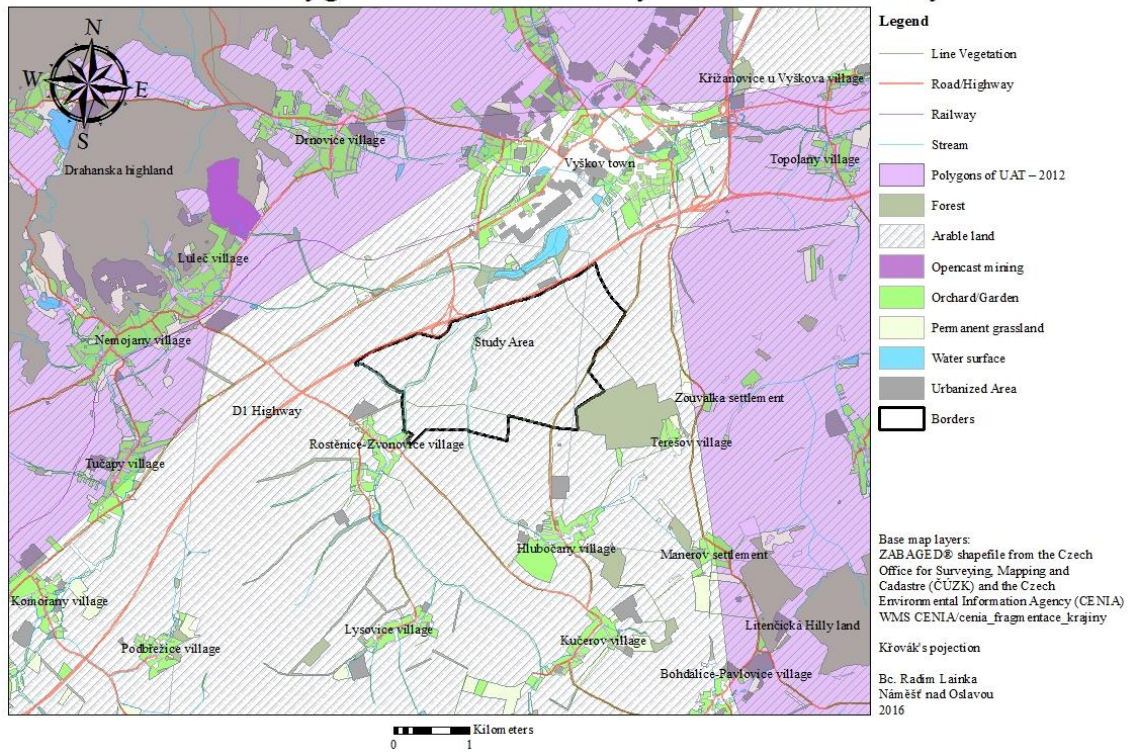 N
W
E
S
Křižanovice u Vyškova village
Drnovice village
Vyškov town
Topolany village
Drahanska highland
Luleč village
Nemojany village
Study Area
D1 Highway
Zouvalka settlement
Rostěnice-Zvonovice village
Terešov village
Tučapy village
Hlubočany village
Manerov settlement
Komořany village
Lysovice village
Litenčická Hilly land
Podbřežice village
Kučerov village
Bohdalice-Pavlovice village
Legend
Line Vegetation
Road/Highway
Railway
Stream
Polygons of UAT – 2012
Forest
Arable land
Opencast mining
Orchard/Garden
Permanent grassland
Water surface
Urbanized Area
Borders
Base map layers:
ZABAGED® shapefile from the Czech
Office for Surveying, Mapping and
Cadastre (ČÚZK) and the Czech
Environmental Information Agency (CENIA)
WMS CENIA/cenia_fragmentace_krajiny
Křovák's pojection
Bc. Radim Lainka
Náměšť nad Oslavou
2016
Kilometers
0 1